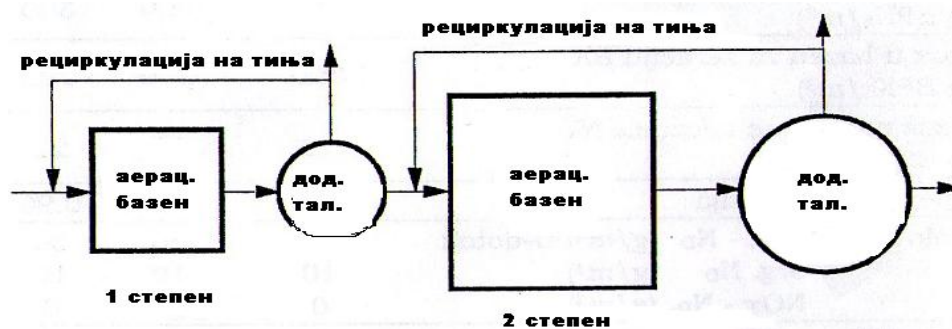 рециркулација на тиња
рециркулација на тиња
аерац.
базен
дод.
тал.
аерац.
базен
дод.
тал.
1 степен
2 степен